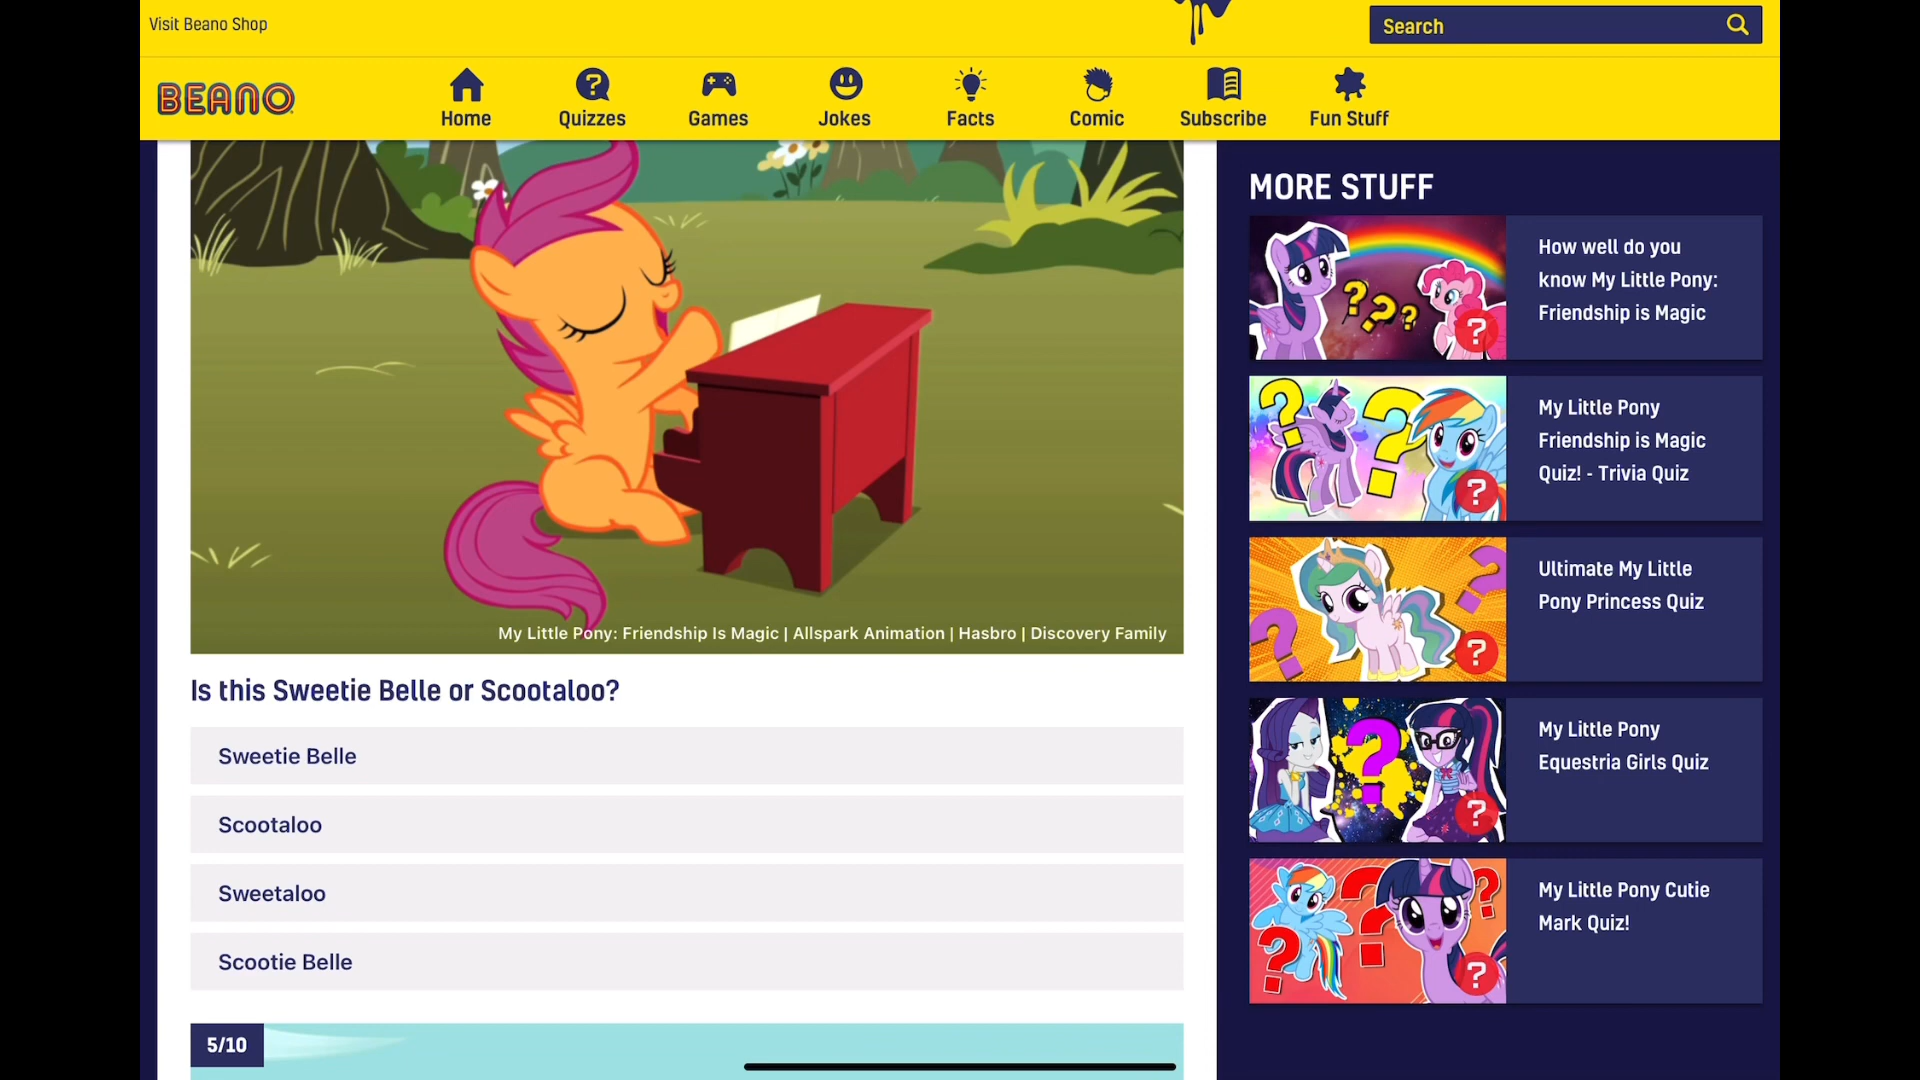 Visit Beano Shop
Search
BEANO
Home
Quizzes
Games
Jokes
Facts
Comic
Subscribe
Fun Stuff
My Little Pony: Friendship Is Magic | Allspark Animation | Hasbro | Discovery Family
Is this Sweetie Belle or Scootaloo?
Sweetie Belle
Scootaloo
Sweetaloo
Scootie Belle
5/10
MORE STUFF
???
?
How well do you
know My Little Pony:
Friendship is Magic
? ?
?
My Little Pony
Friendship is Magic
Quiz! - Trivia Quiz
? ?
?
Ultimate My Little
Pony Princess Quiz
?
?
My Little Pony
Equestria Girls Quiz
? ? ?
?
My Little Pony Cutie
Mark Quiz!